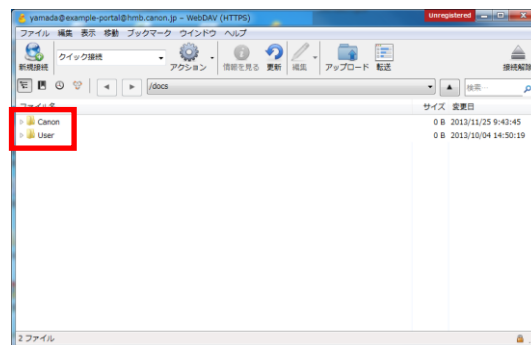 yamada@example-portal@hmb.canon.jp – WebDAV (HTTPS)
Unregistered
ファイル 編集 表示 移動 ブックマーク ウインドウ ヘルプ
新規接続 クイック接続 アクション 情報を見る 更新 編集 アップロード 転送 接続解除
/docs 検索…
ファイル名 サイズ 変更日
Canon 0 B 2013/11/25 9:43:45
User 0 B 2013/10/04 14:50:19
2 ファイル